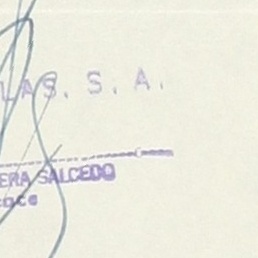 LAS. S. A.
ERA SALCEDO